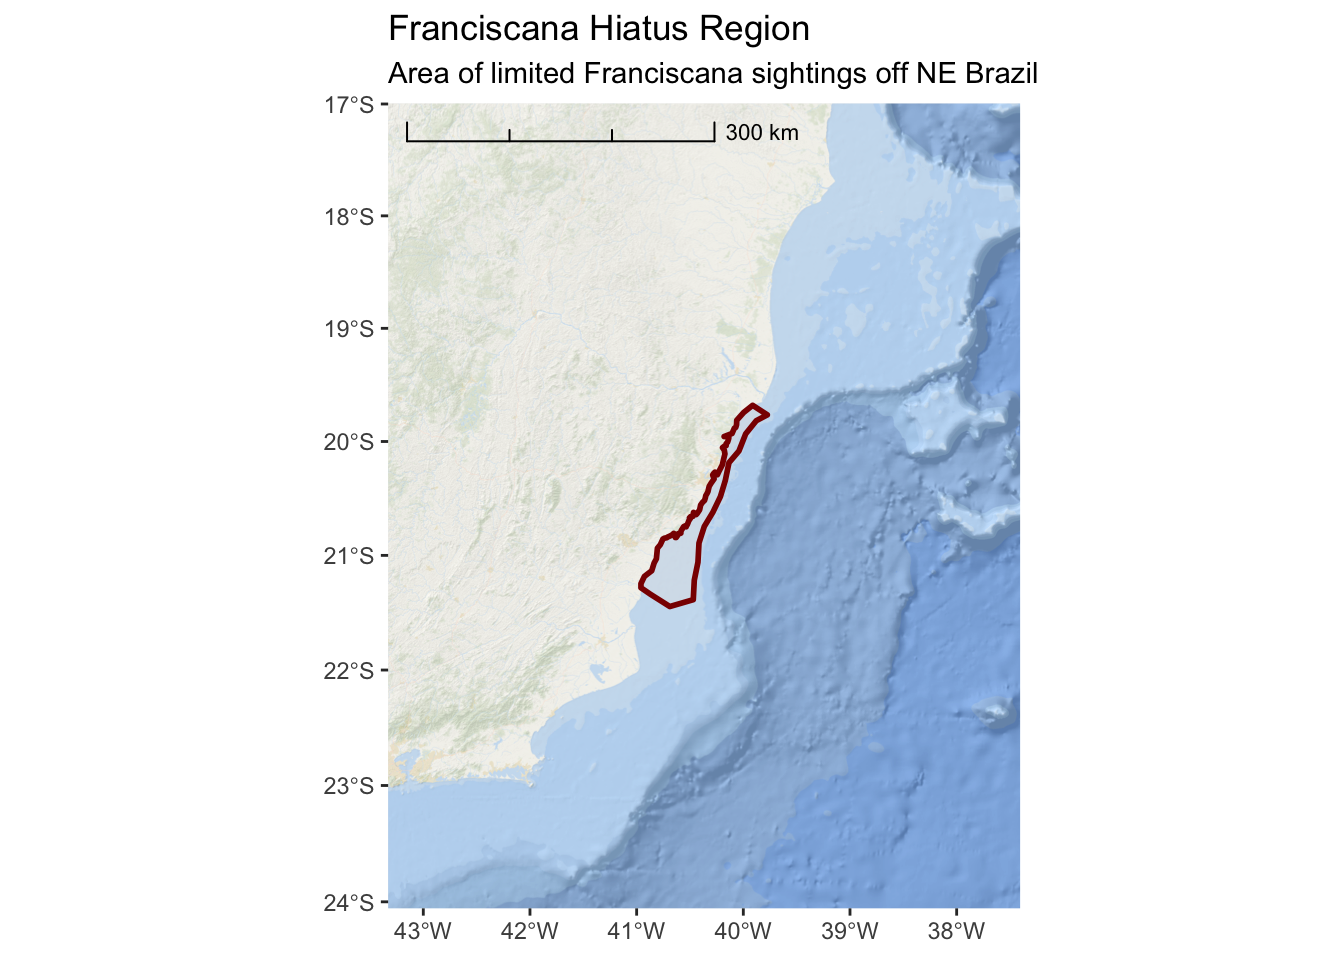 Franciscana Hiatus Region
Area of limited Franciscana sightings off NE Brazil
300 km
17°S
18°S
19°S
20°S
21°S
22°S
23°S
24°S
43°W 42°W 41°W 40°W 39°W 38°W